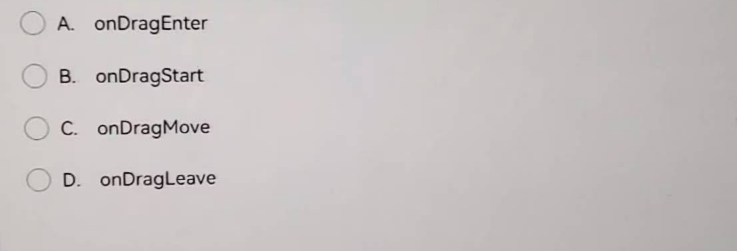 A. onDragEnter
B. onDragStart
C. onDragMove
D. onDragLeave